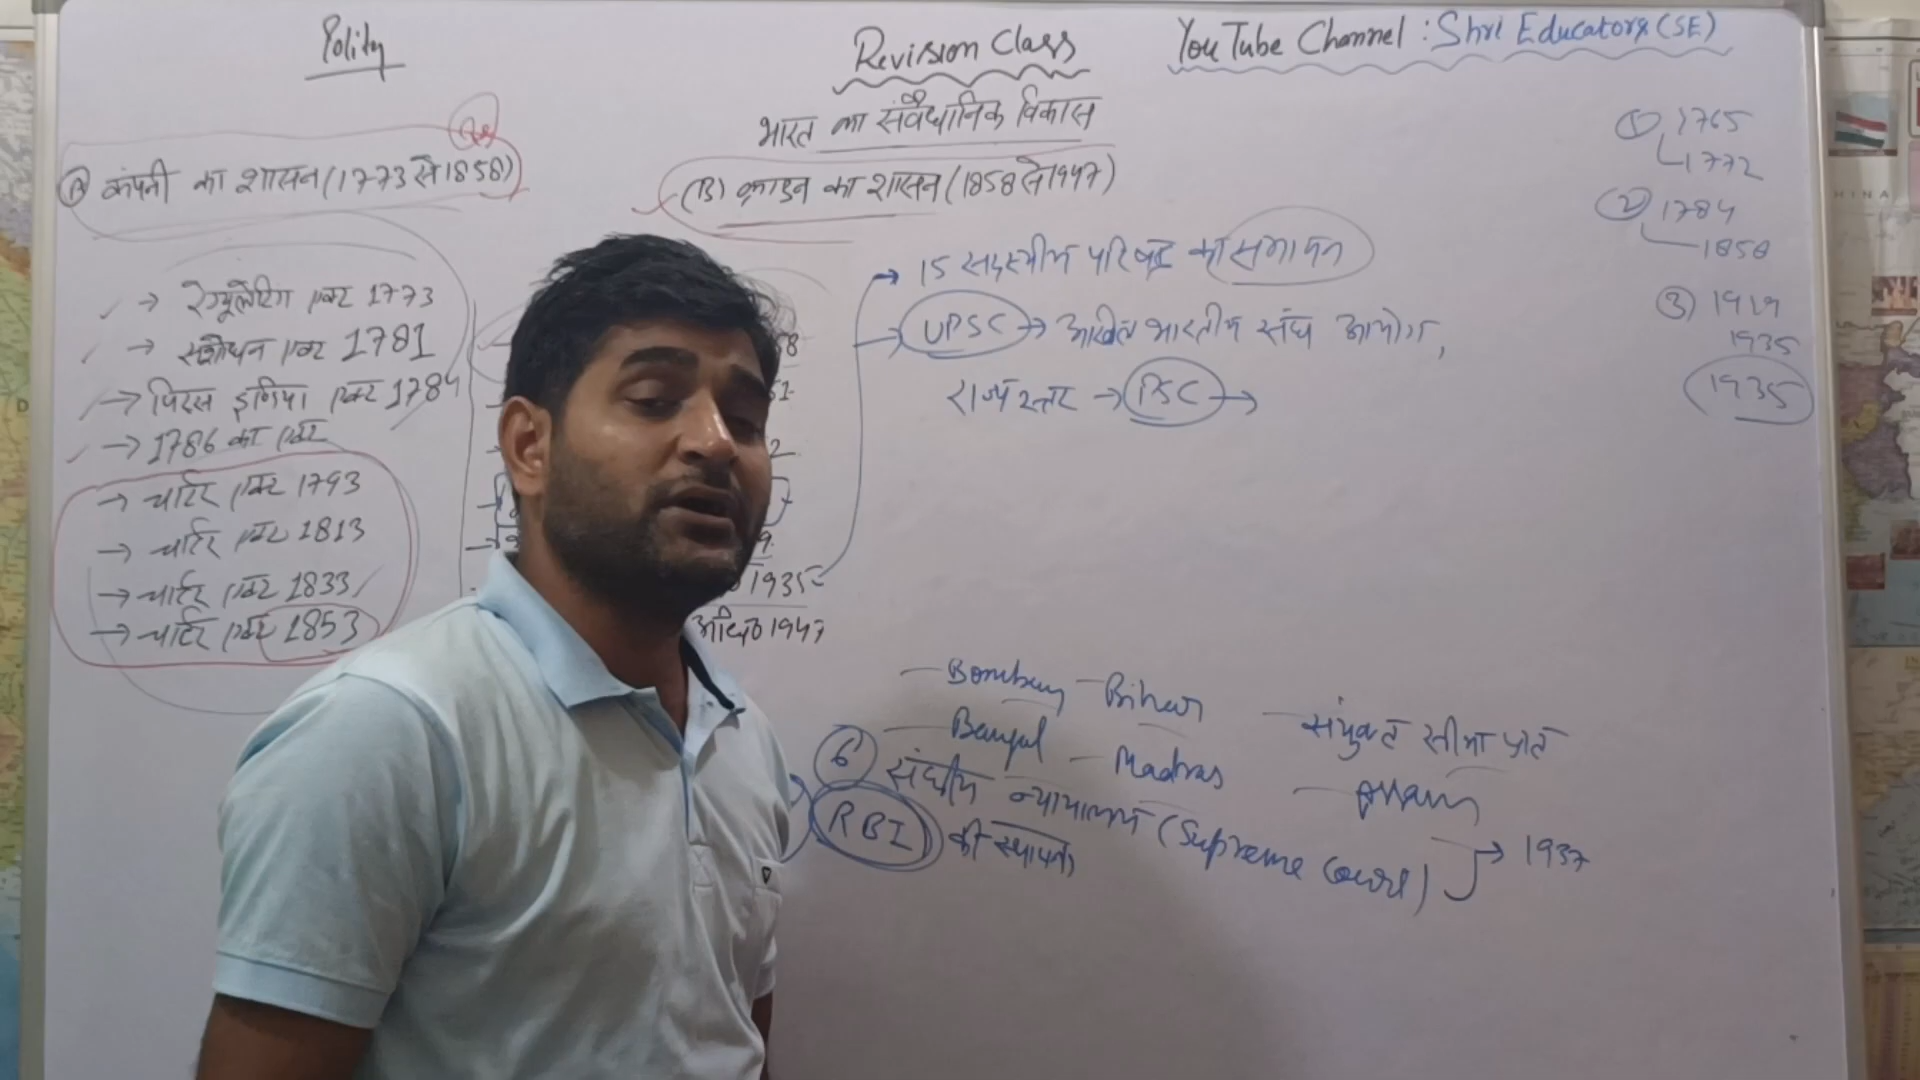 Polity
Revision Class
YouTube Channel: Shri Educators (SE)
भारत का संवैधानिक विकास
(A) कंपनी का शासन (1773 से 1858)
(B) क्राउन का शासन (1858 से 1947)
→ रेग्यूलेटिंग एक्ट 1773
→ संशोधन एक्ट 1781
→ पिट्स इण्डिया एक्ट 1784
→ 1786 का एक्ट
→ चार्टर एक्ट 1793
→ चार्टर एक्ट 1813
→ चार्टर एक्ट 1833
→ चार्टर एक्ट 1853
1935
अधि० 1947
→ 15 सदस्यीय परिषद का समापन
→ UPSC → भारतीय संघ आयोग,
राज्य स्तर → PSC →
① 1765
1772
② 1784
1858
③ 1919
1935
1935
- Bombay - Bihar - संयुक्त सीमा प्रांत
- Bengal - Madras - Assam
6 संघीय न्यायालय (Supreme Court) → 1937
RBI की स्थापना